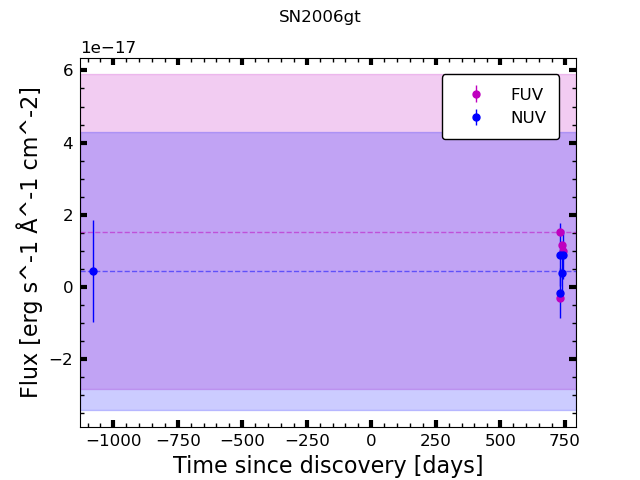 SN2006gt
1e−17
6
4
2
0
−2
Flux [erg s^-1 Å^-1 cm^-2]
FUV
NUV
−1000 −750 −500 −250 0 250 500 750
Time since discovery [days]